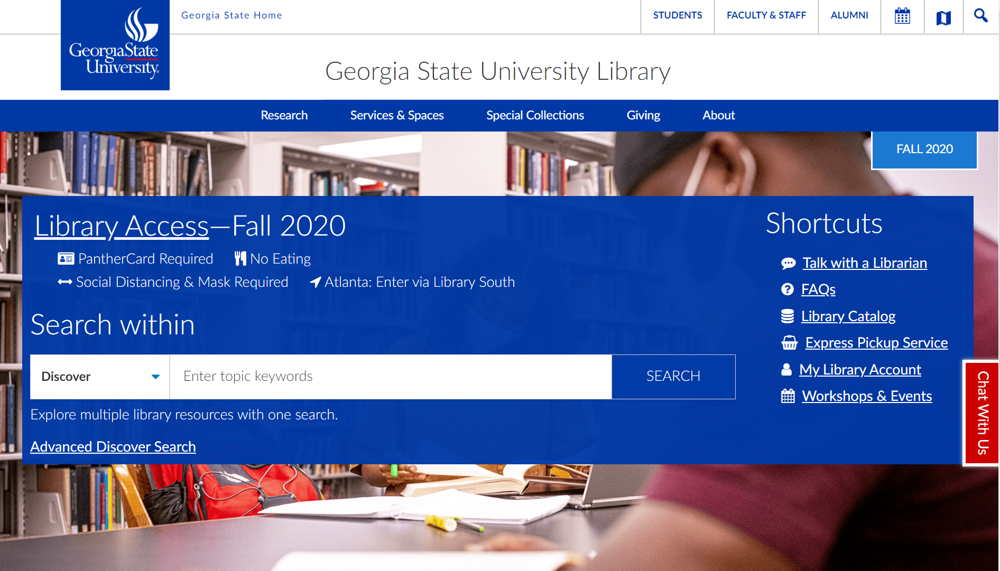 Georgia State Home
STUDENTS
FACULTY & STAFF
ALUMNI
GeorgiaState
University
Georgia State University Library
Research
Services & Spaces
Special Collections
Giving
About
FALL 2020
Library Access—Fall 2020
PantherCard Required
No Eating
Social Distancing & Mask Required
Atlanta: Enter via Library South
Search within
Discover
Enter topic keywords
SEARCH
Explore multiple library resources with one search.
Advanced Discover Search
Shortcuts
Talk with a Librarian
FAQs
Library Catalog
Express Pickup Service
My Library Account
Workshops & Events
Chat With Us